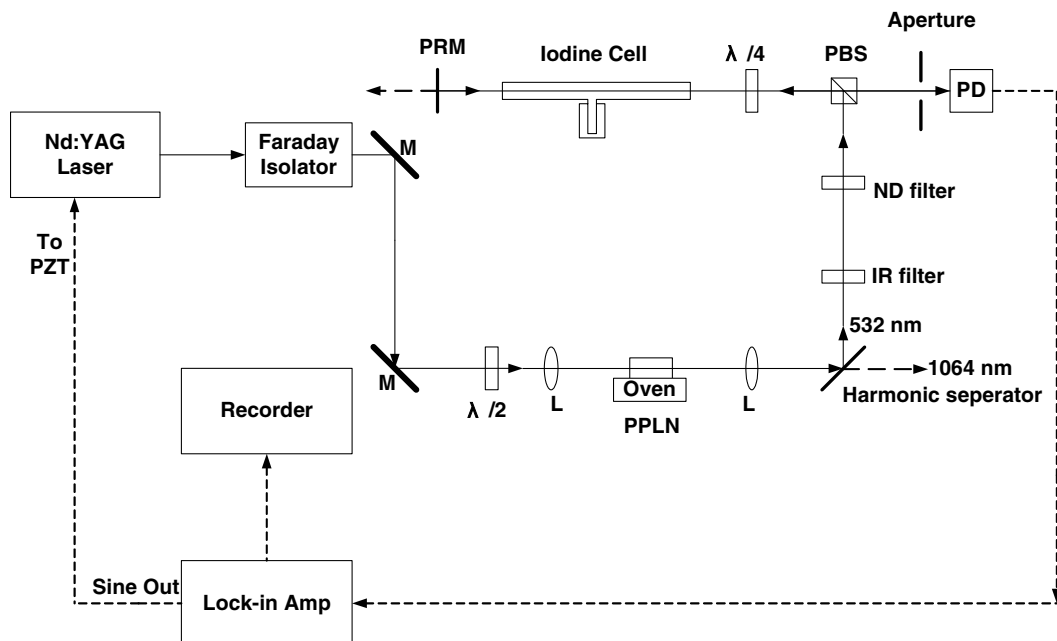 Aperture
PRM
Iodine Cell
λ /4
PBS
PD
Nd:YAG
Laser
Faraday
Isolator
M
ND filter
To
PZT
IR filter
532 nm
1064 nm
Harmonic seperator
M
λ /2
L
Oven
PPLN
L
Recorder
Sine Out
Lock-in Amp